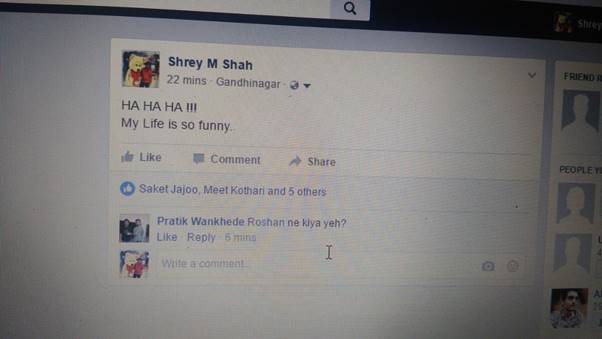 Shrey
Shrey M Shah
22 mins · Gandhinagar ·
FRIEND R
HA HA HA !!!
My Life is so funny..
Like Comment Share
PEOPLE Y
Saket Jajoo, Meet Kothari and 5 others
Pratik Wankhede Roshan ne kiya yeh?
Like · Reply · 6 mins
Write a comment...